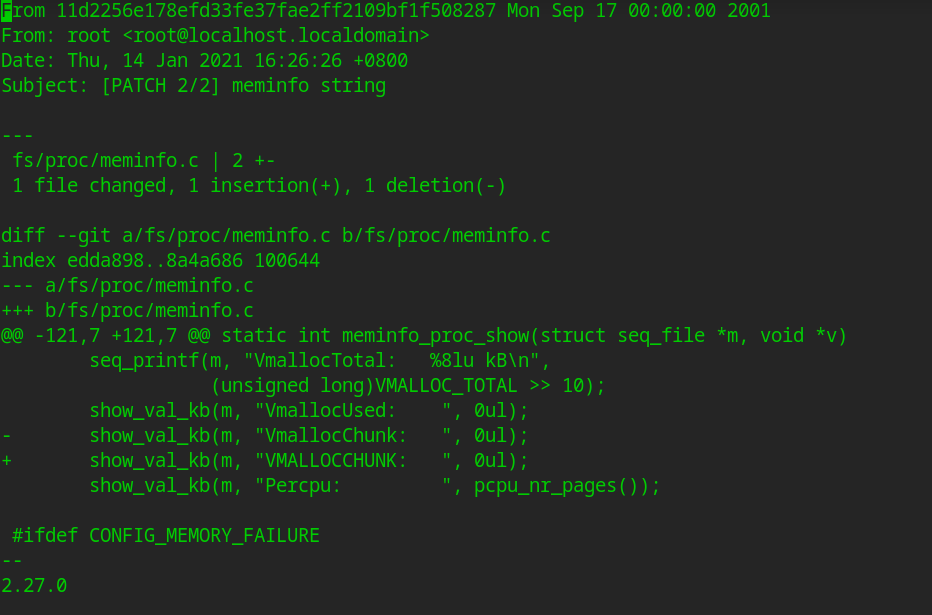 From 11d2256e178efd33fe37fae2ff2109bf1f508287 Mon Sep 17 00:00:00 2001
From: root <root@localhost.localdomain>
Date: Thu, 14 Jan 2021 16:26:26 +0800
Subject: [PATCH 2/2] meminfo string

---
 fs/proc/meminfo.c | 2 +-
 1 file changed, 1 insertion(+), 1 deletion(-)

diff --git a/fs/proc/meminfo.c b/fs/proc/meminfo.c
index edda898..8a4a686 100644
--- a/fs/proc/meminfo.c
+++ b/fs/proc/meminfo.c
@@ -121,7 +121,7 @@ static int meminfo_proc_show(struct seq_file *m, void *v)
        seq_printf(m, "VmallocTotal:   %8lu kB\n",
                   (unsigned long)VMALLOC_TOTAL >> 10);
        show_val_kb(m, "VmallocUsed:    ", 0ul);
-       show_val_kb(m, "VmallocChunk:   ", 0ul);
+       show_val_kb(m, "VMALLOCCHUNK:   ", 0ul);
        show_val_kb(m, "Percpu:         ", pcpu_nr_pages());

 #ifdef CONFIG_MEMORY_FAILURE
--
2.27.0